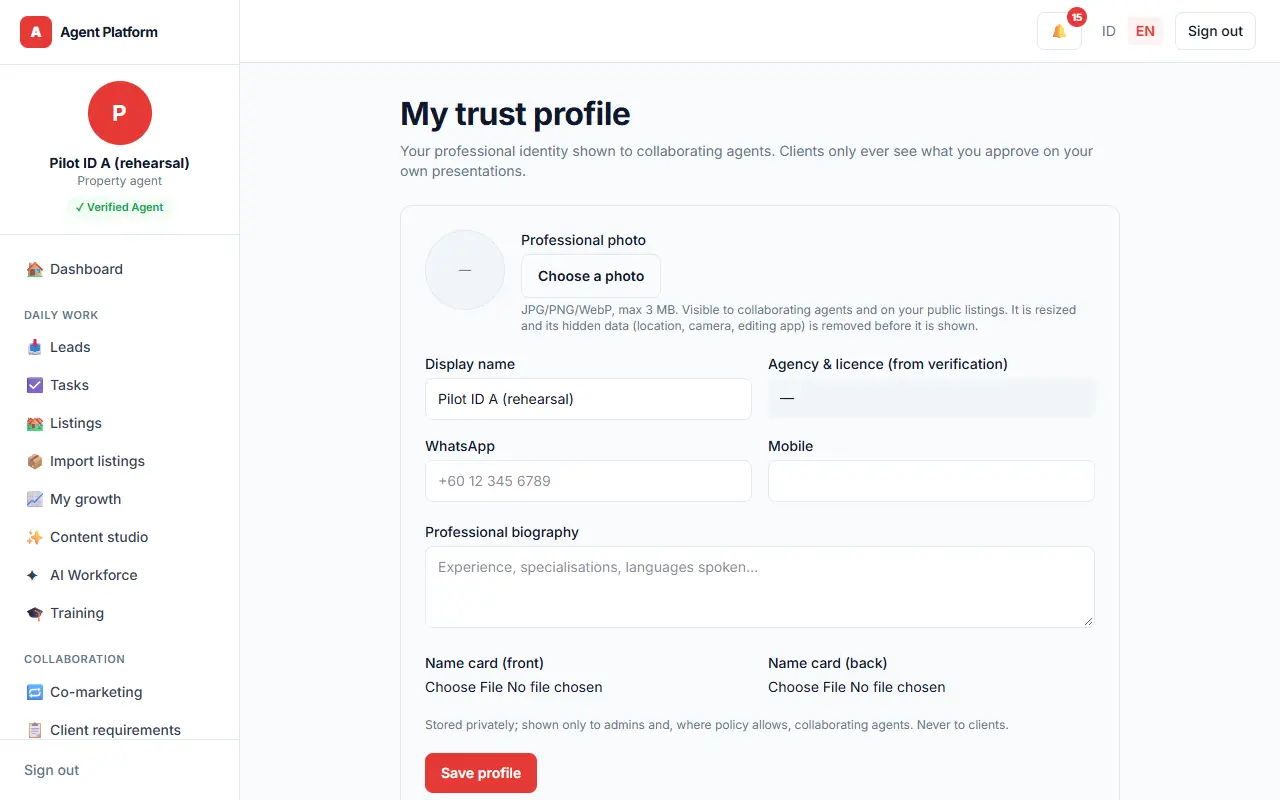 A Agent Platform
15
ID EN Sign out
P
Pilot ID A (rehearsal)
Property agent
✓ Verified Agent
Dashboard
DAILY WORK
Leads
Tasks
Listings
Import listings
My growth
Content studio
AI Workforce
Training
COLLABORATION
Co-marketing
Client requirements
Sign out
My trust profile
Your professional identity shown to collaborating agents. Clients only ever see what you approve on your
own presentations.
—
Professional photo
Choose a photo
JPG/PNG/WebP, max 3 MB. Visible to collaborating agents and on your public listings. It is resized
and its hidden data (location, camera, editing app) is removed before it is shown.
Display name
Pilot ID A (rehearsal)
Agency & licence (from verification)
—
WhatsApp
+60 12 345 6789
Mobile
Professional biography
Experience, specialisations, languages spoken...
Name card (front)
Choose File No file chosen
Name card (back)
Choose File No file chosen
Stored privately; shown only to admins and, where policy allows, collaborating agents. Never to clients.
Save profile